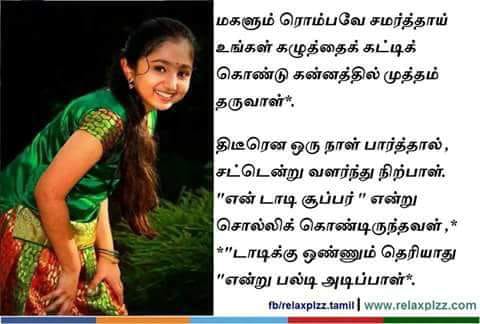 மகளும் ரொம்பவே சமர்த்தாய்
உங்கள் கழுத்தைக் கட்டிக்
கொண்டு கன்னத்தில் முத்தம்
தருவாள்*.
திடீரென ஒரு நாள் பார்த்தால் ,
சட்டென்று வளர்ந்து நிற்பாள்.
"என் டாடி சூப்பர் " என்று
சொல்லிக் கொண்டிருந்தவள் ,*
*"டாடிக்கு ஒண்ணும் தெரியாது
"என்று பல்டி அடிப்பாள்*.
fb/relaxplzz.tamil | www.relaxplzz.com